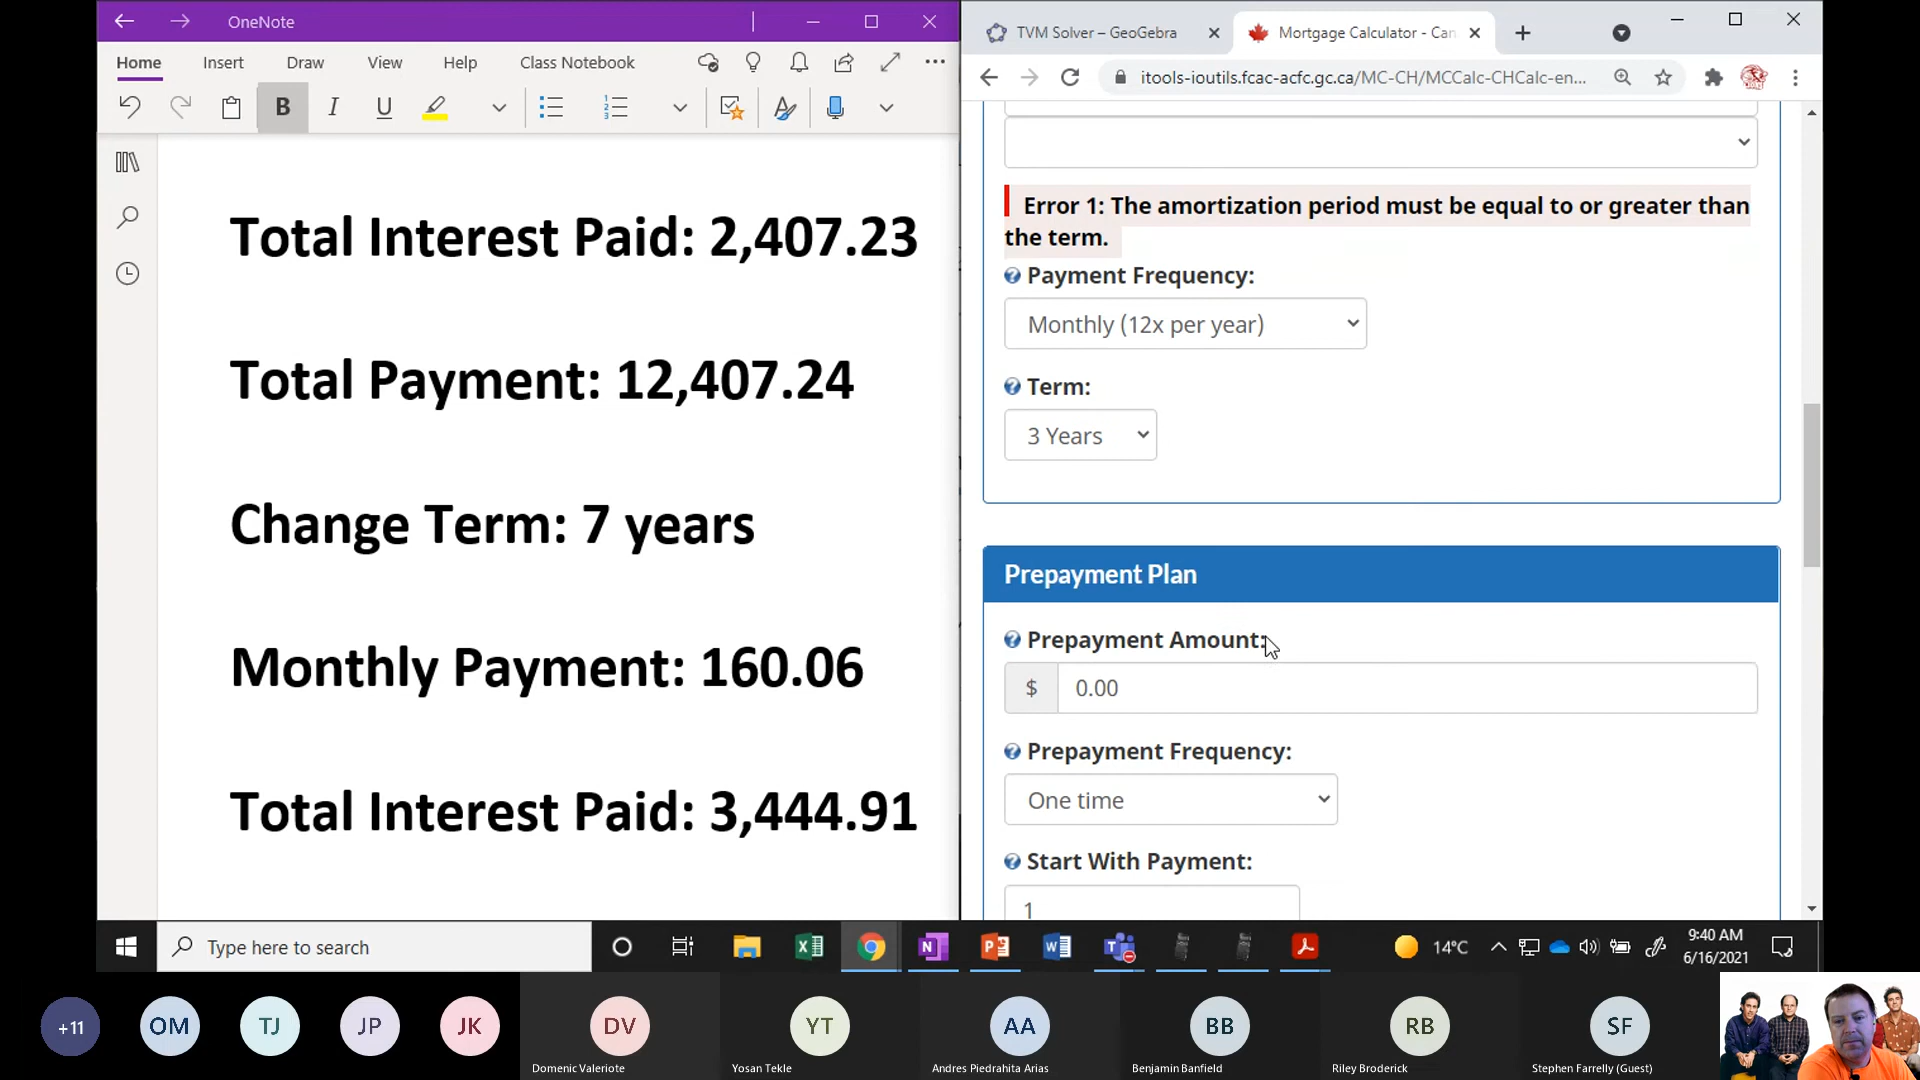 OneNote
Home Insert Draw View Help Class Notebook
B I U
Total Interest Paid: 2,407.23
Total Payment: 12,407.24
Change Term: 7 years
Monthly Payment: 160.06
Total Interest Paid: 3,444.91
TVM Solver – GeoGebra
Mortgage Calculator - Can
itools-ioutils.fcac-acfc.gc.ca/MC-CH/MCCalc-CHCalc-en...
Error 1: The amortization period must be equal to or greater than
the term.
Payment Frequency:
Monthly (12x per year)
Term:
3 Years
Prepayment Plan
Prepayment Amount:
$ 0.00
Prepayment Frequency:
One time
Start With Payment:
1
Type here to search
14°C
9:40 AM
6/16/2021
+11 OM TJ JP JK DV YT AA BB RB SF
Domenic Valeriote
Yosan Tekle
Andres Piedrahita Arias
Benjamin Banfield
Riley Broderick
Stephen Farrelly (Guest)